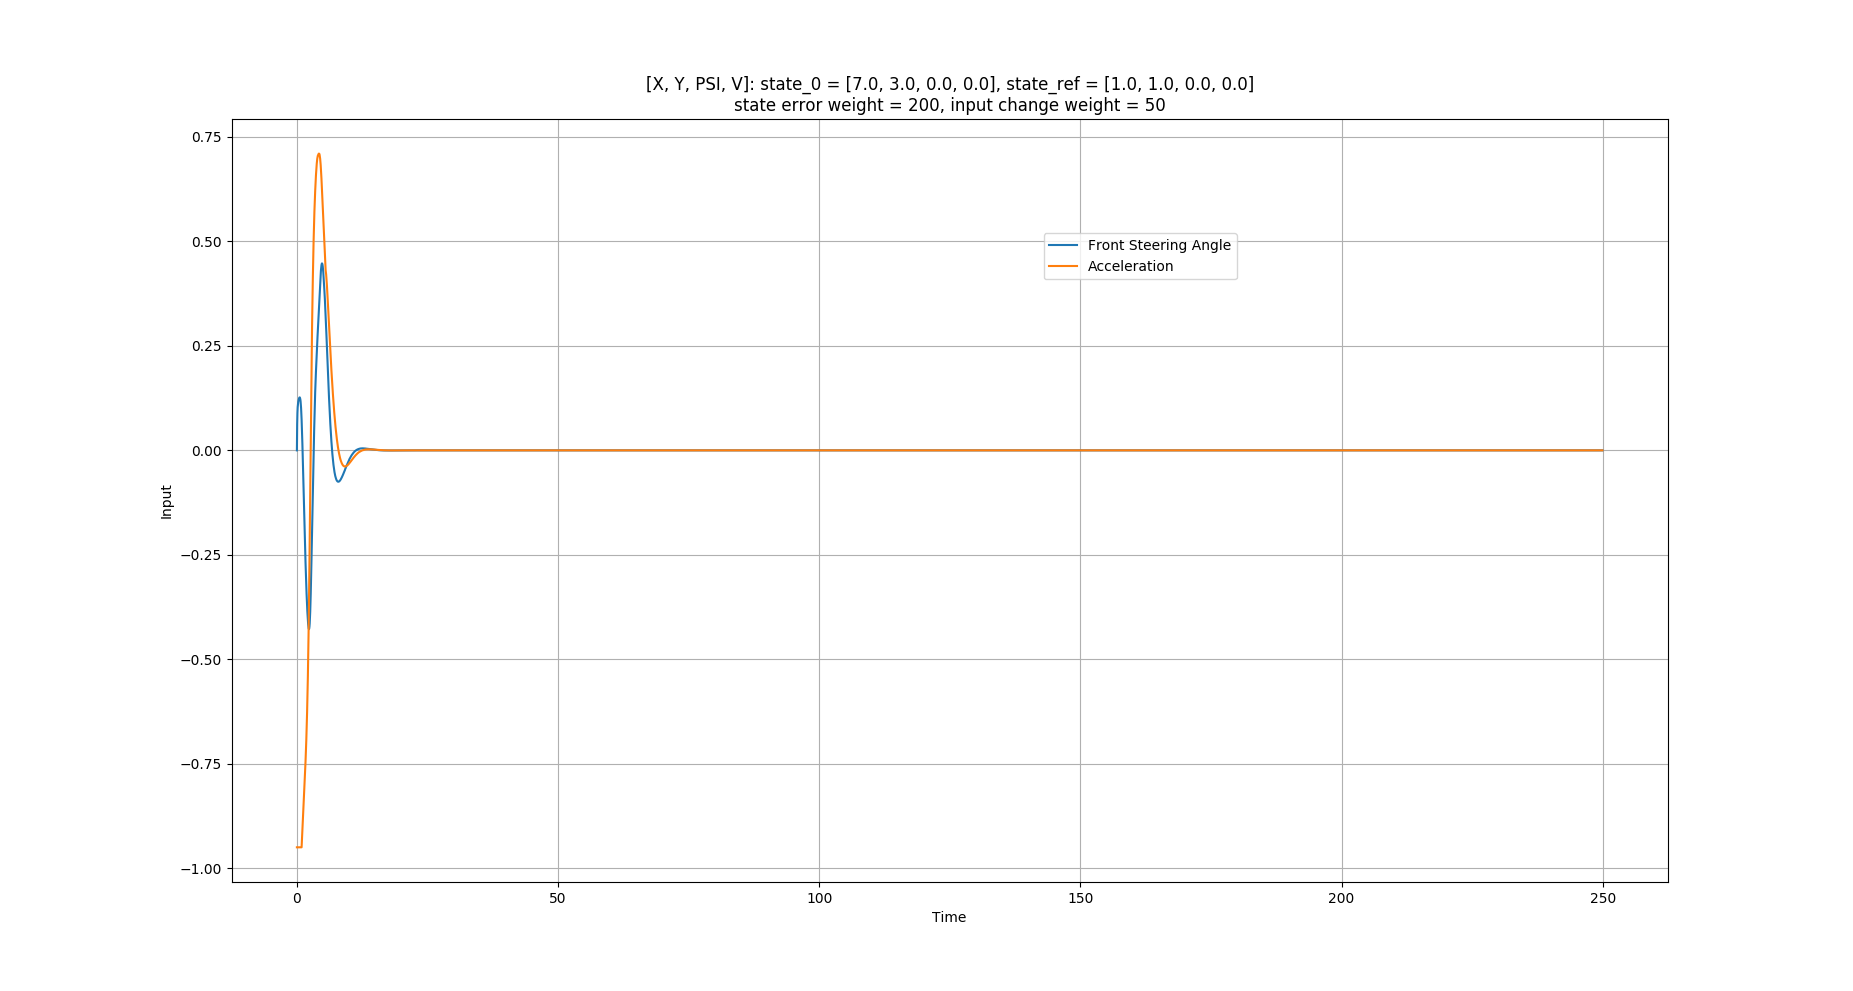 [X, Y, PSI, V]: state_0 = [7.0, 3.0, 0.0, 0.0], state_ref = [1.0, 1.0, 0.0, 0.0]
state error weight = 200, input change weight = 50
0.75
0.50
0.25
0.00
−0.25
−0.50
−0.75
−1.00
Input
Front Steering Angle
Acceleration
0 50 100 150 200 250
Time